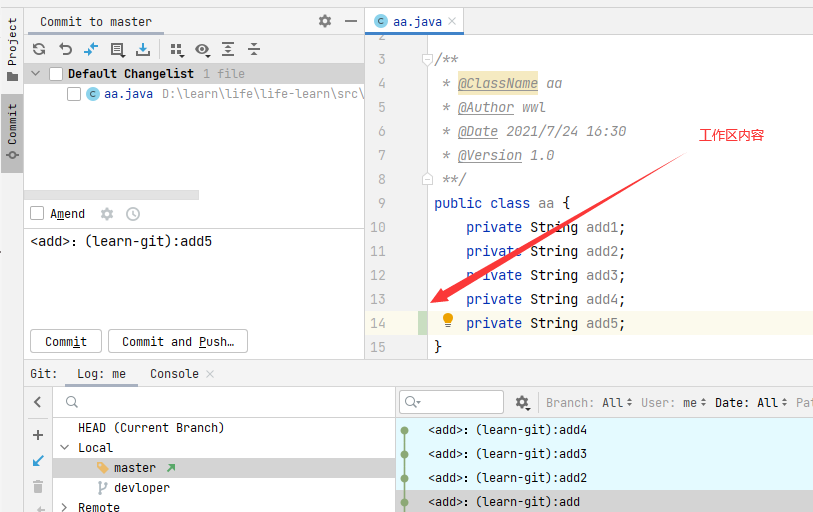 Commit to master
aa.java
Project
Commit
Default Changelist 1 file
aa.java D:\learn\life\life-learn\src\
Amend
<add>: (learn-git):add5
Commit
Commit and Push…
2
3 /**
4 * @ClassName aa
5 * @Author wwl
6 * @Date 2021/7/24 16:30
7 * @Version 1.0
8 **/
9 public class aa {
10 private String add1;
11 private String add2;
12 private String add3;
13 private String add4;
14 private String add5;
15 }
工作区内容
Git: Log: me Console
HEAD (Current Branch)
Local
master
devloper
Remote
Branch: All User: me Date: All Pat
<add>: (learn-git):add4
<add>: (learn-git):add3
<add>: (learn-git):add2
<add>: (learn-git):add